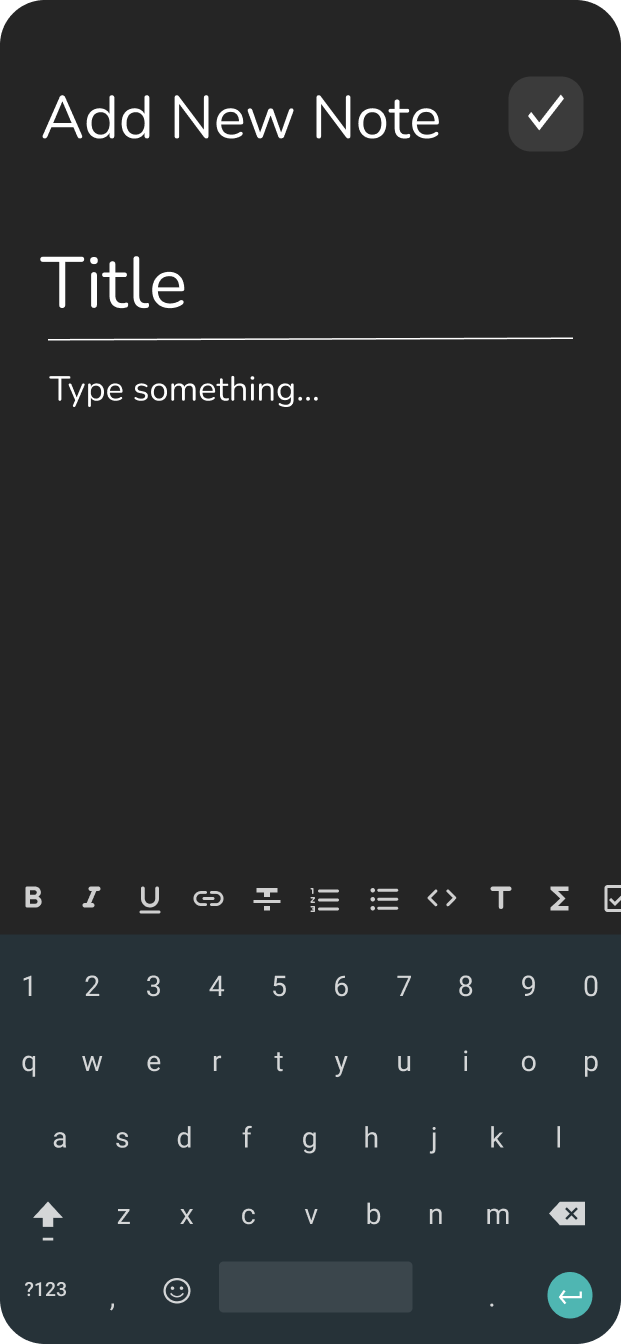 Add New Note
Title
Type something...
B I U T Σ
1 2 3 4 5 6 7 8 9 0
q w e r t y u i o p
a s d f g h j k l
z x c v b n m
?123 , .